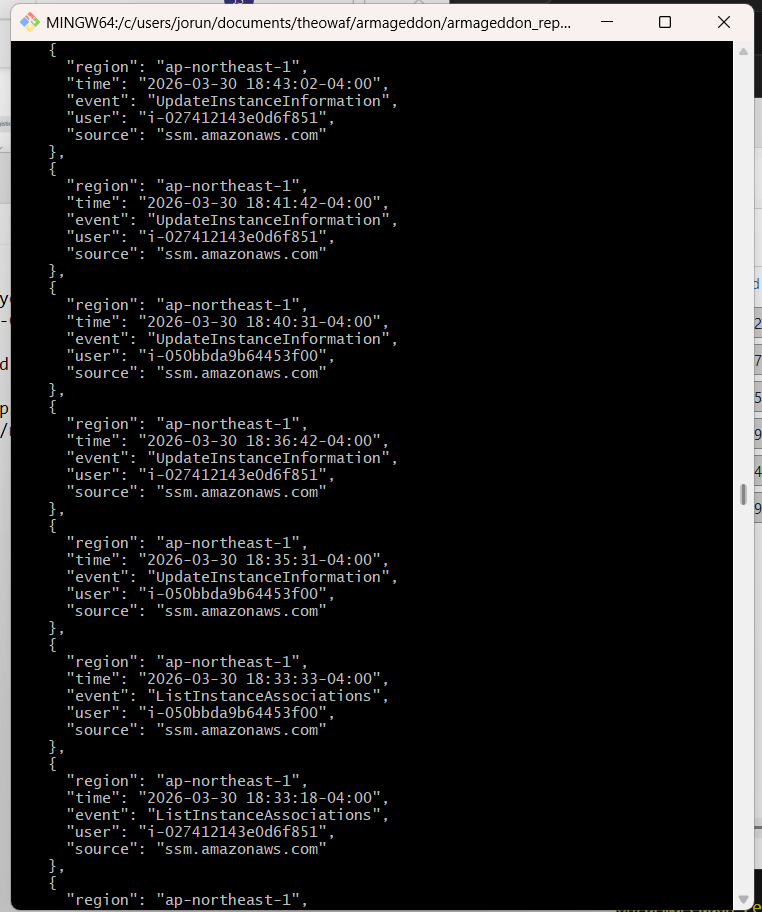 MINGW64:/c/users/jorun/documents/theowaf/armageddon/armageddon_rep...
{
"region": "ap-northeast-1",
"time": "2026-03-30 18:43:02-04:00",
"event": "UpdateInstanceInformation",
"user": "i-027412143e0d6f851",
"source": "ssm.amazonaws.com"
},
{
"region": "ap-northeast-1",
"time": "2026-03-30 18:41:42-04:00",
"event": "UpdateInstanceInformation",
"user": "i-027412143e0d6f851",
"source": "ssm.amazonaws.com"
},
{
"region": "ap-northeast-1",
"time": "2026-03-30 18:40:31-04:00",
"event": "UpdateInstanceInformation",
"user": "i-050bbda9b64453f00",
"source": "ssm.amazonaws.com"
},
{
"region": "ap-northeast-1",
"time": "2026-03-30 18:36:42-04:00",
"event": "UpdateInstanceInformation",
"user": "i-027412143e0d6f851",
"source": "ssm.amazonaws.com"
},
{
"region": "ap-northeast-1",
"time": "2026-03-30 18:35:31-04:00",
"event": "UpdateInstanceInformation",
"user": "i-050bbda9b64453f00",
"source": "ssm.amazonaws.com"
},
{
"region": "ap-northeast-1",
"time": "2026-03-30 18:33:33-04:00",
"event": "ListInstanceAssociations",
"user": "i-050bbda9b64453f00",
"source": "ssm.amazonaws.com"
},
{
"region": "ap-northeast-1",
"time": "2026-03-30 18:33:18-04:00",
"event": "ListInstanceAssociations",
"user": "i-027412143e0d6f851",
"source": "ssm.amazonaws.com"
},
{
"region": "ap-northeast-1",